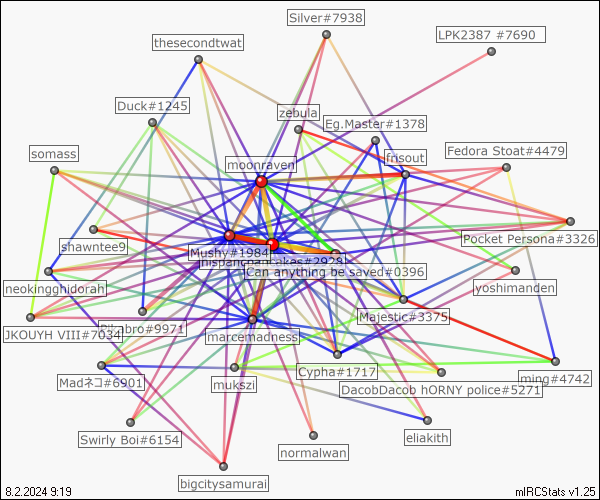 Silver#7938
LPK2387 #7690
thesecondtwat
Duck#1245
zebula
Eg.Master#1378
somass
moonraven
frisout
Fedora Stoat#4479
shawntee9
Mushy#1984
Pocket Persona#3326
Can anything be saved#0396
neokingghidorah
yoshimanden
JKOUYH VIII#7034
#9971
Majestic#3375
marcemadness
Madネコ#6901
mukszi
Cypha#1717
DacobDacob hORNY police#5271
ming#4742
Swirly Boi#6154
eliakith
normalwan
bigcitysamurai
8.2.2024 9:19
mIRCStats v1.25